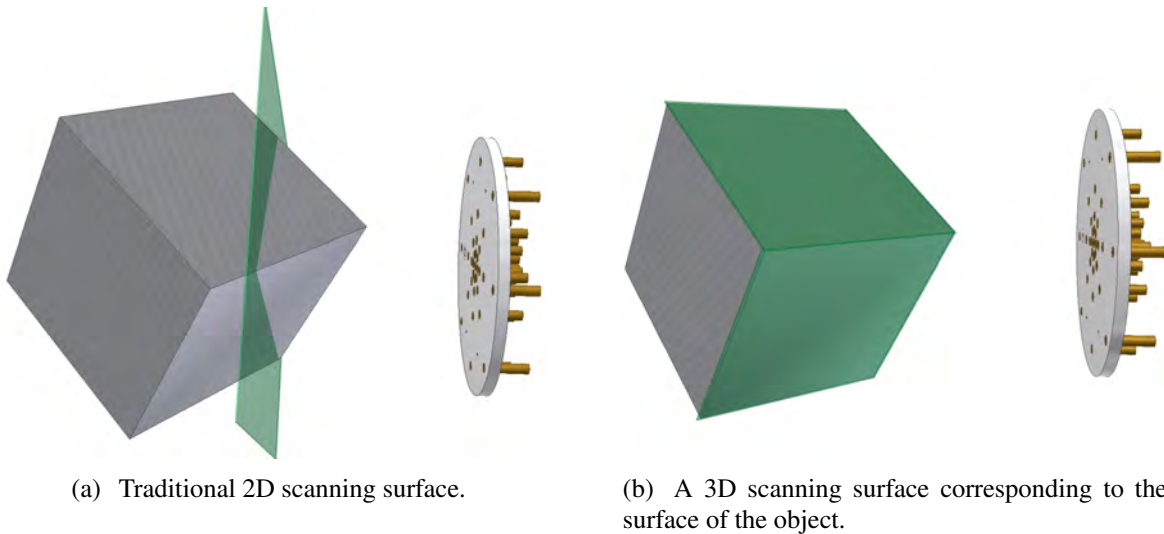 (a) Traditional 2D scanning surface.
(b) A 3D scanning surface corresponding to the
surface of the object.